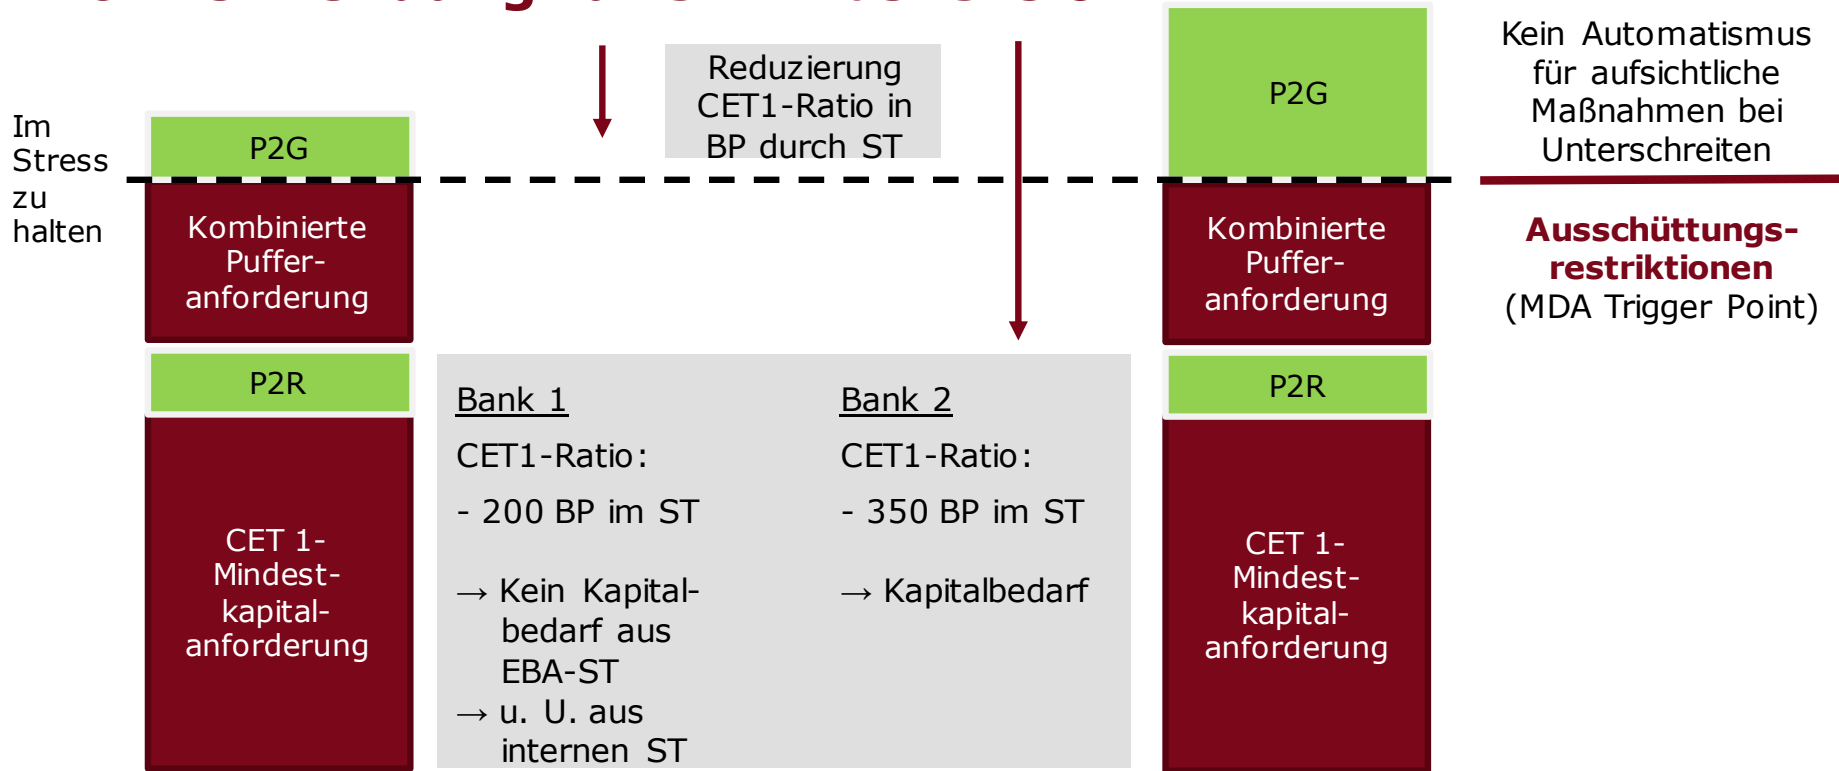 Im
Stress
zu
halten
P2G
Kombinierte
Puffer-
anforderung
P2R
CET 1-
Mindest-
kapital-
anforderung
Reduzierung
CET1-Ratio in
BP durch ST
Bank 1
CET1-Ratio:
- 200 BP im ST
→ Kein Kapital-
bedarf aus
EBA-ST
→ u. U. aus
internen ST
Bank 2
CET1-Ratio:
- 350 BP im ST
→ Kapitalbedarf
P2G
Kombinierte
Puffer-
anforderung
P2R
CET 1-
Mindest-
kapital-
anforderung
Kein Automatismus
für aufsichtliche
Maßnahmen bei
Unterschreiten
Ausschüttungs-
restriktionen
(MDA Trigger Point)